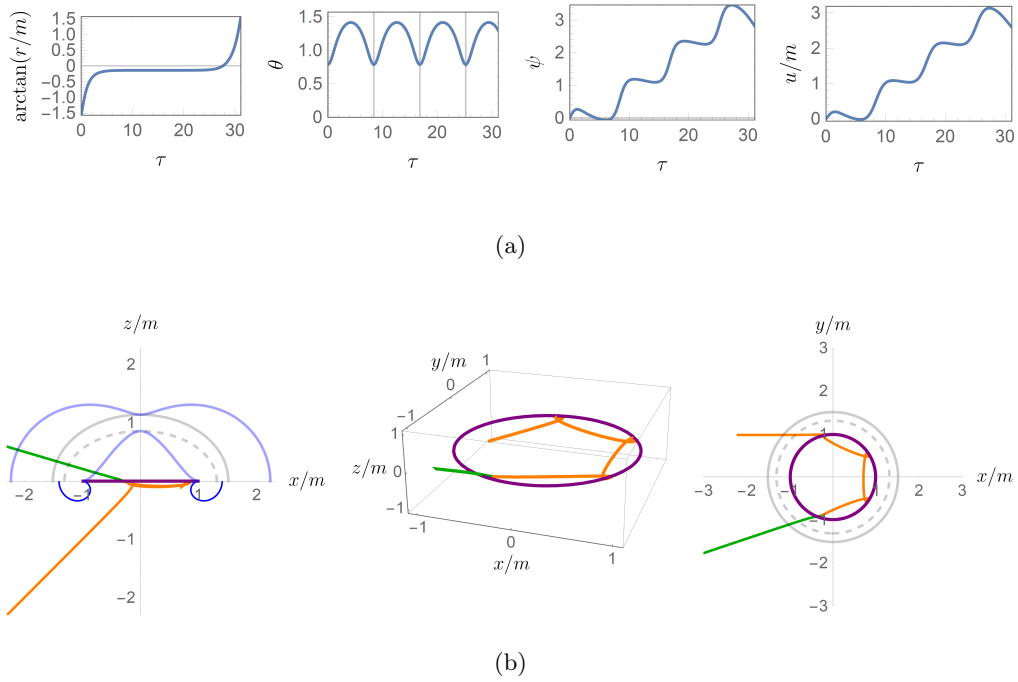 arctan(r/m)
1.5
1.0
0.5
0
−0.5
−1.0
−1.5
0 10 20 30
τ
θ
1.5
1.0
0.5
0
0 10 20 30
τ
ψ
3
2
1
0
0 10 20 30
τ
u/m
3
2
1
0
0 10 20 30
τ
(a)
z/m
2
1
−2 −1 1 2 x/m
−1
−2
y/m
1
0
−1
1
z/m 0
−1
−1 0 1
x/m
y/m
3
2
1
−3 −2 −1 1 2 3 x/m
−1
−2
−3
(b)